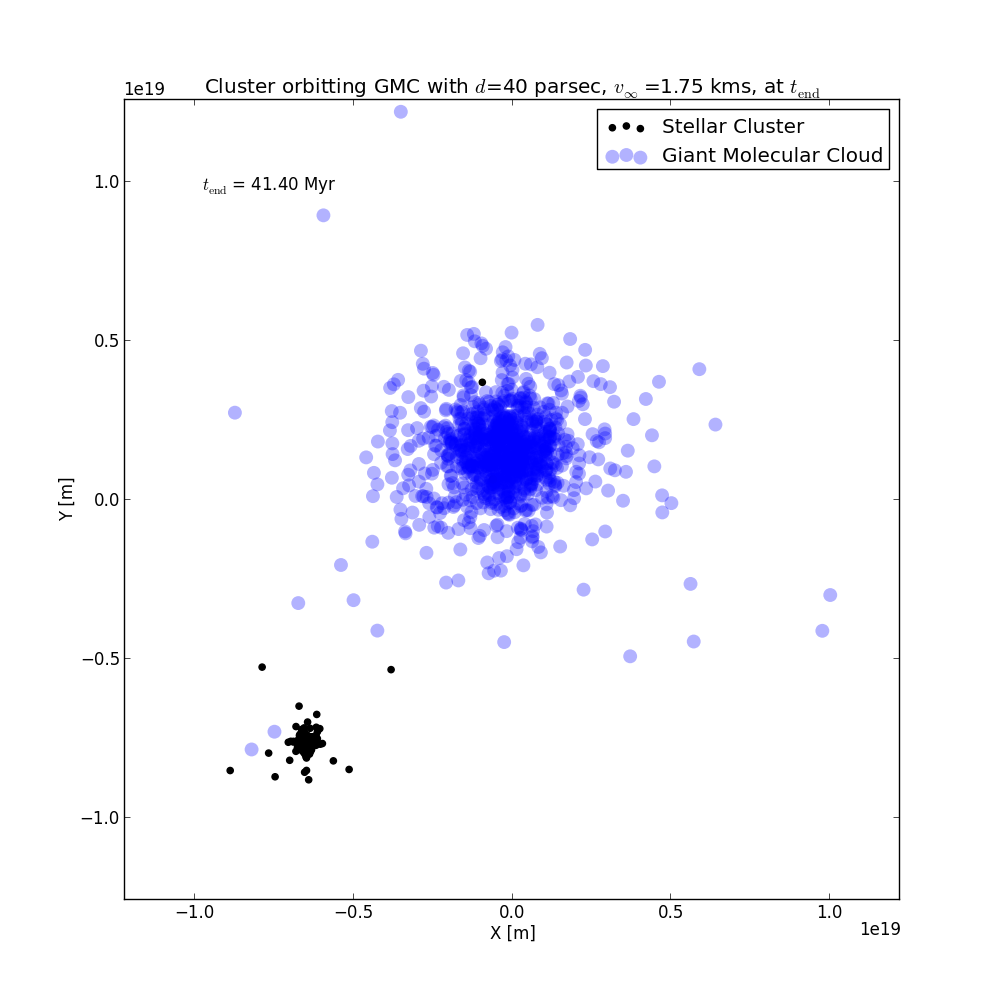 Cluster orbitting GMC with d=40 parsec, v∞ =1.75 kms, at t_end
1e19
Stellar Cluster
Giant Molecular Cloud
t_end = 41.40 Myr
1.0
0.5
0.0
−0.5
−1.0
Y [m]
−1.0 −0.5 0.0 0.5 1.0
X [m]
1e19